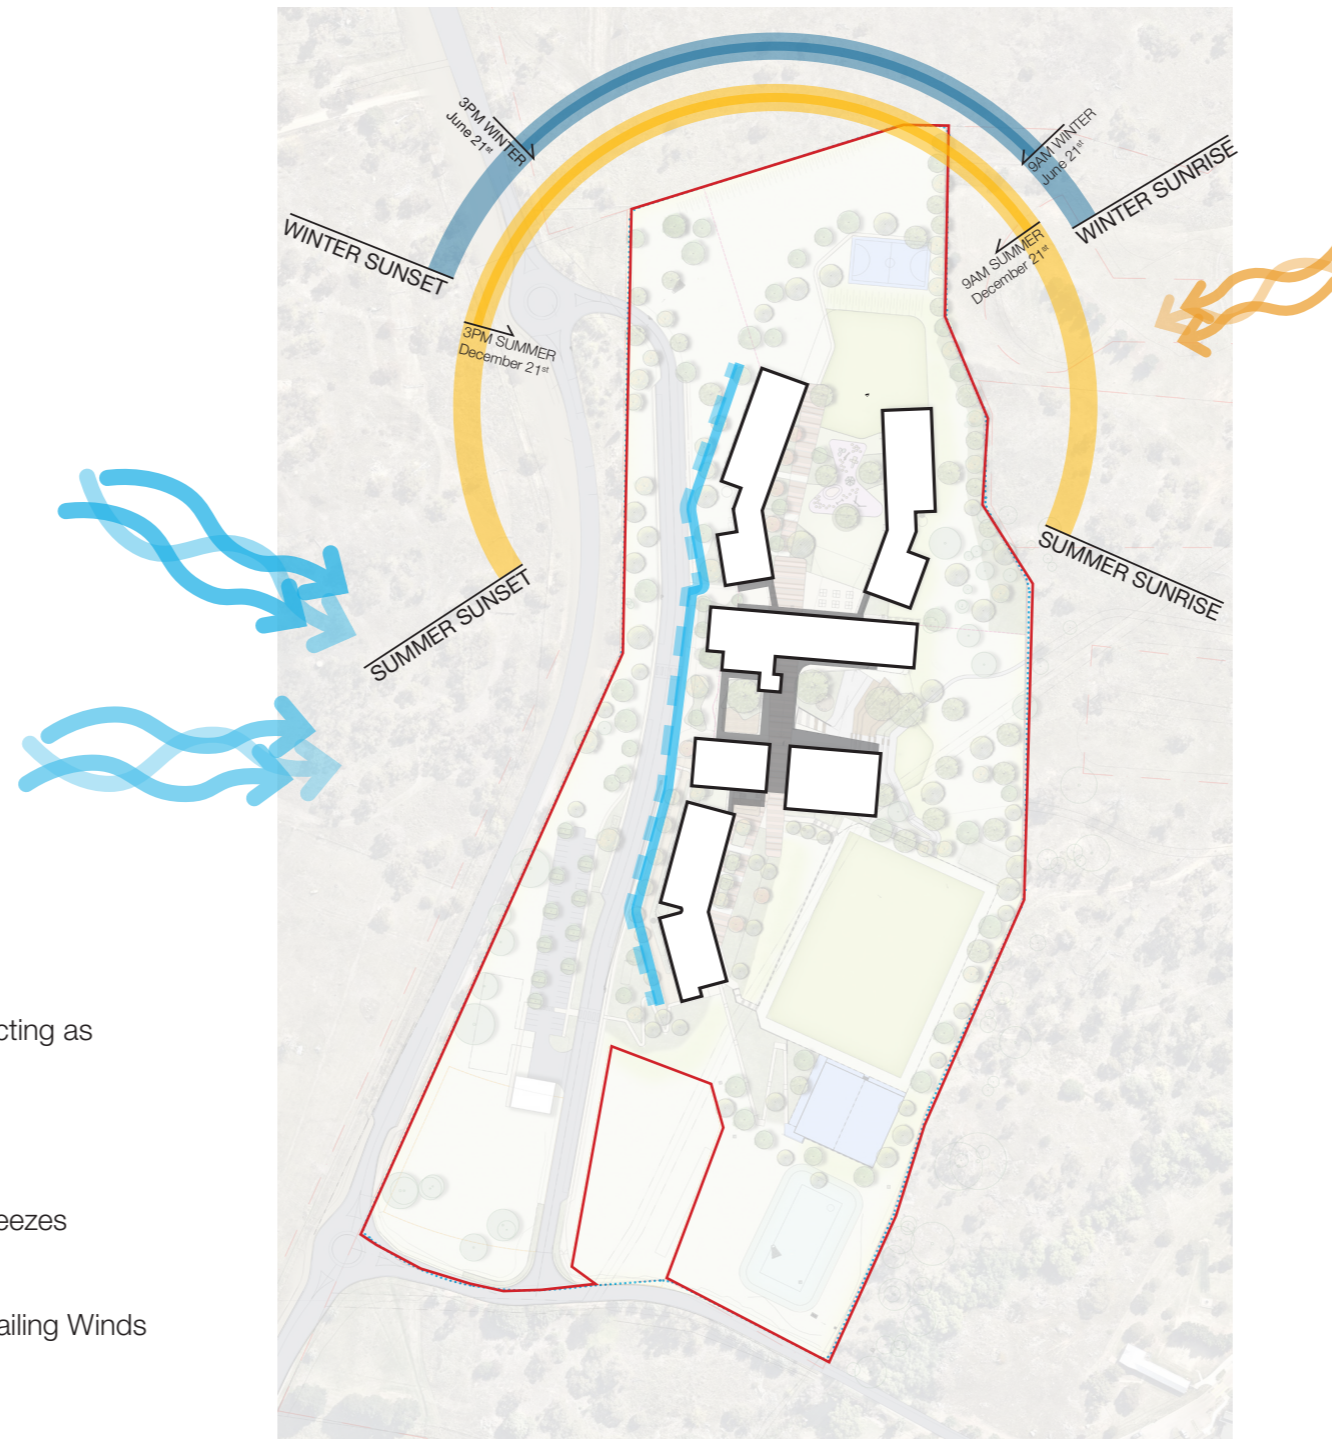 3PM WINTER
June 21st
9AM WINTER
June 21st
WINTER SUNSET
WINTER SUNRISE
9AM SUMMER
December 21st
3PM SUMMER
December 21st
SUMMER SUNSET
SUMMER SUNRISE
cting as
eezes
ailing Winds